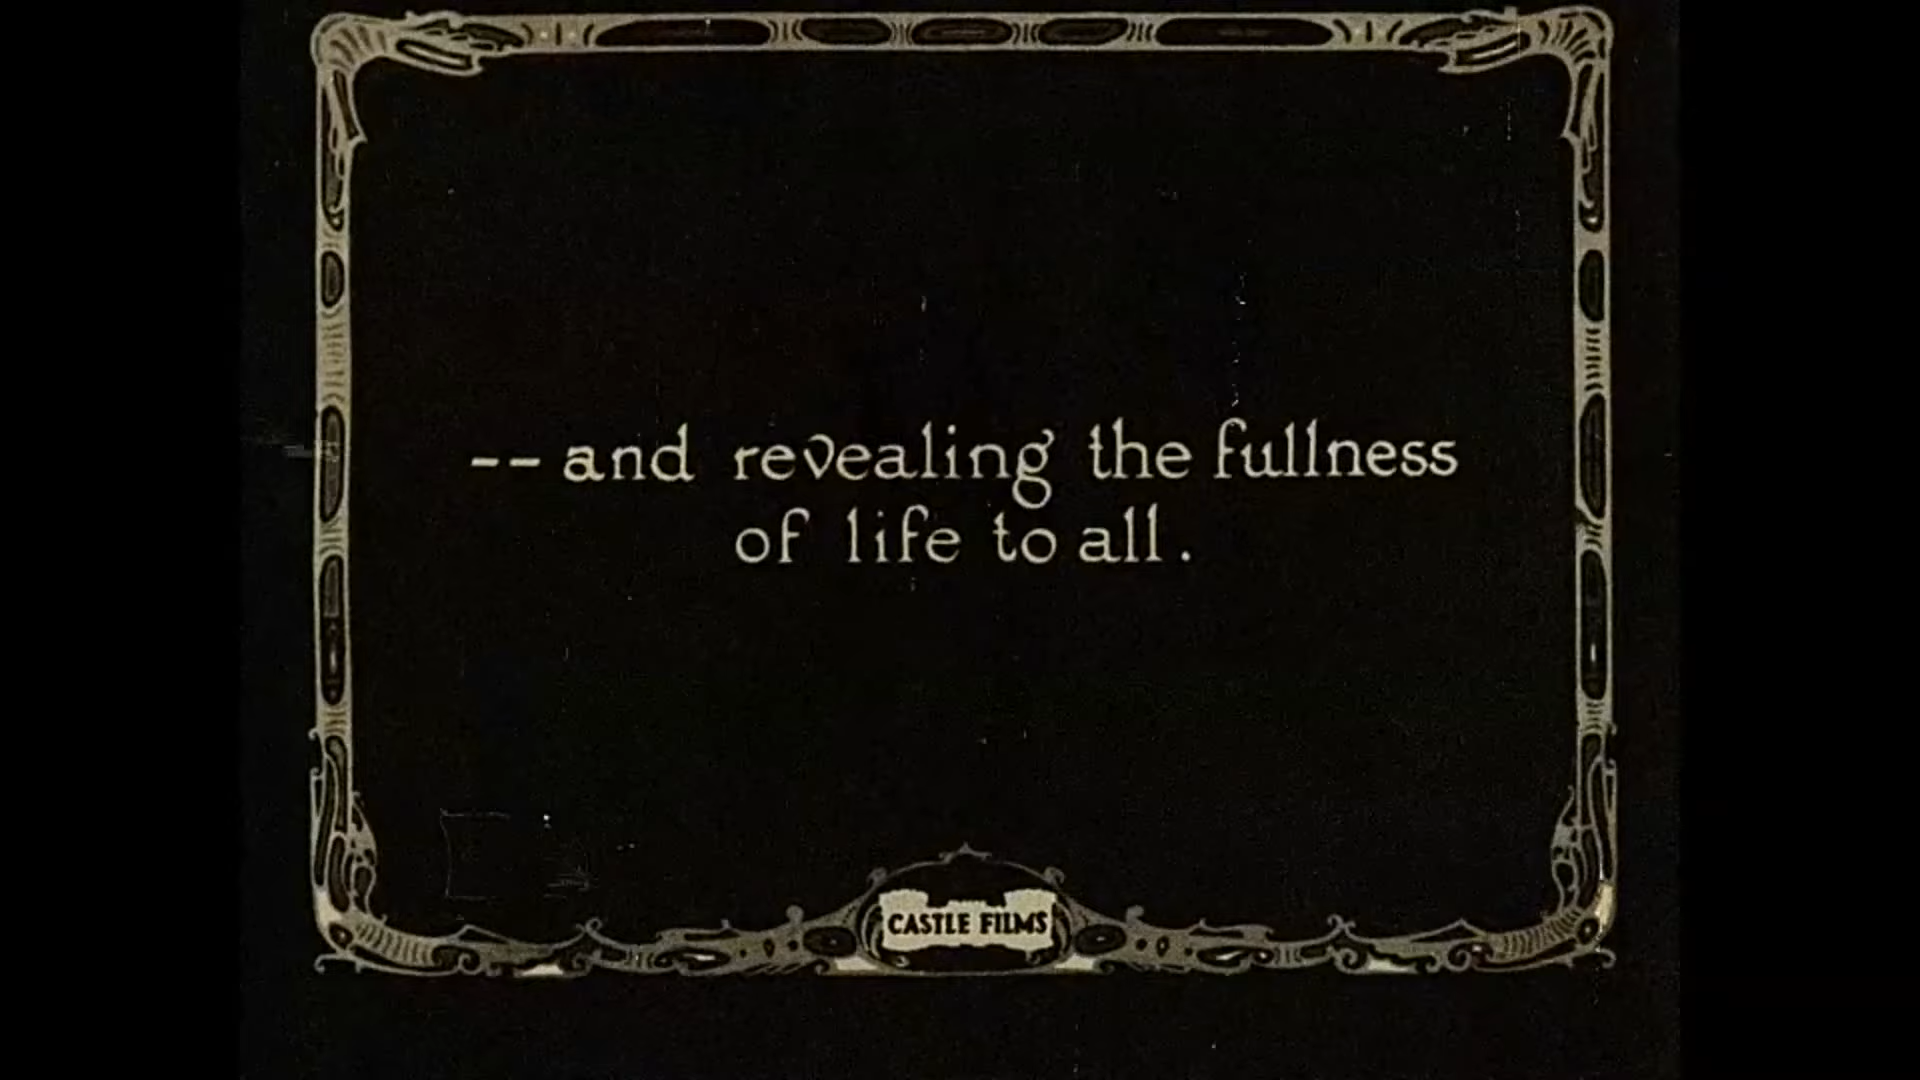 -- and revealing the fullness
of life to all.
CASTLE FILMS